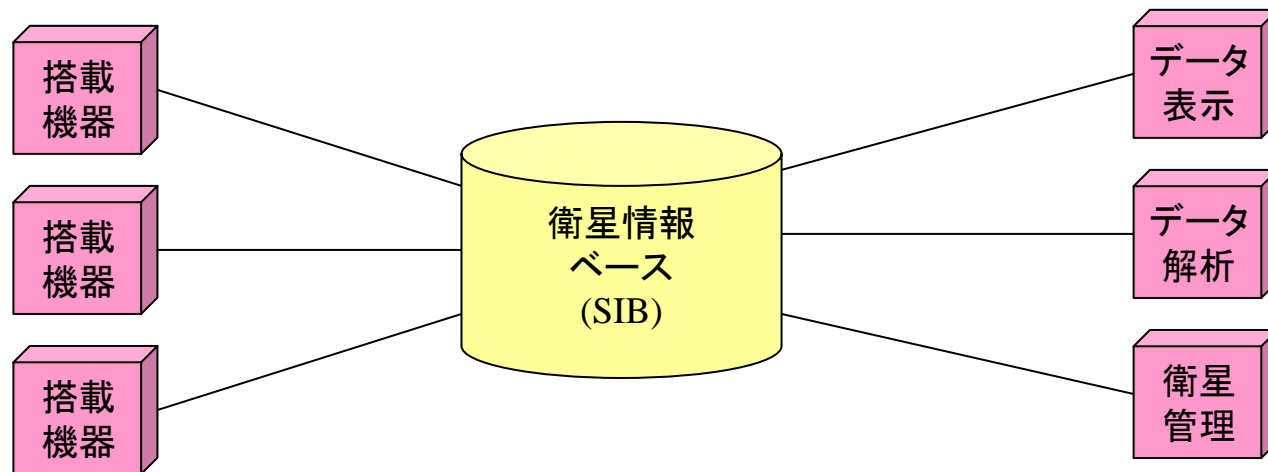 搭載
機器
搭載
機器
搭載
機器
衛星情報
ベース
(SIB)
データ
表示
データ
解析
衛星
管理